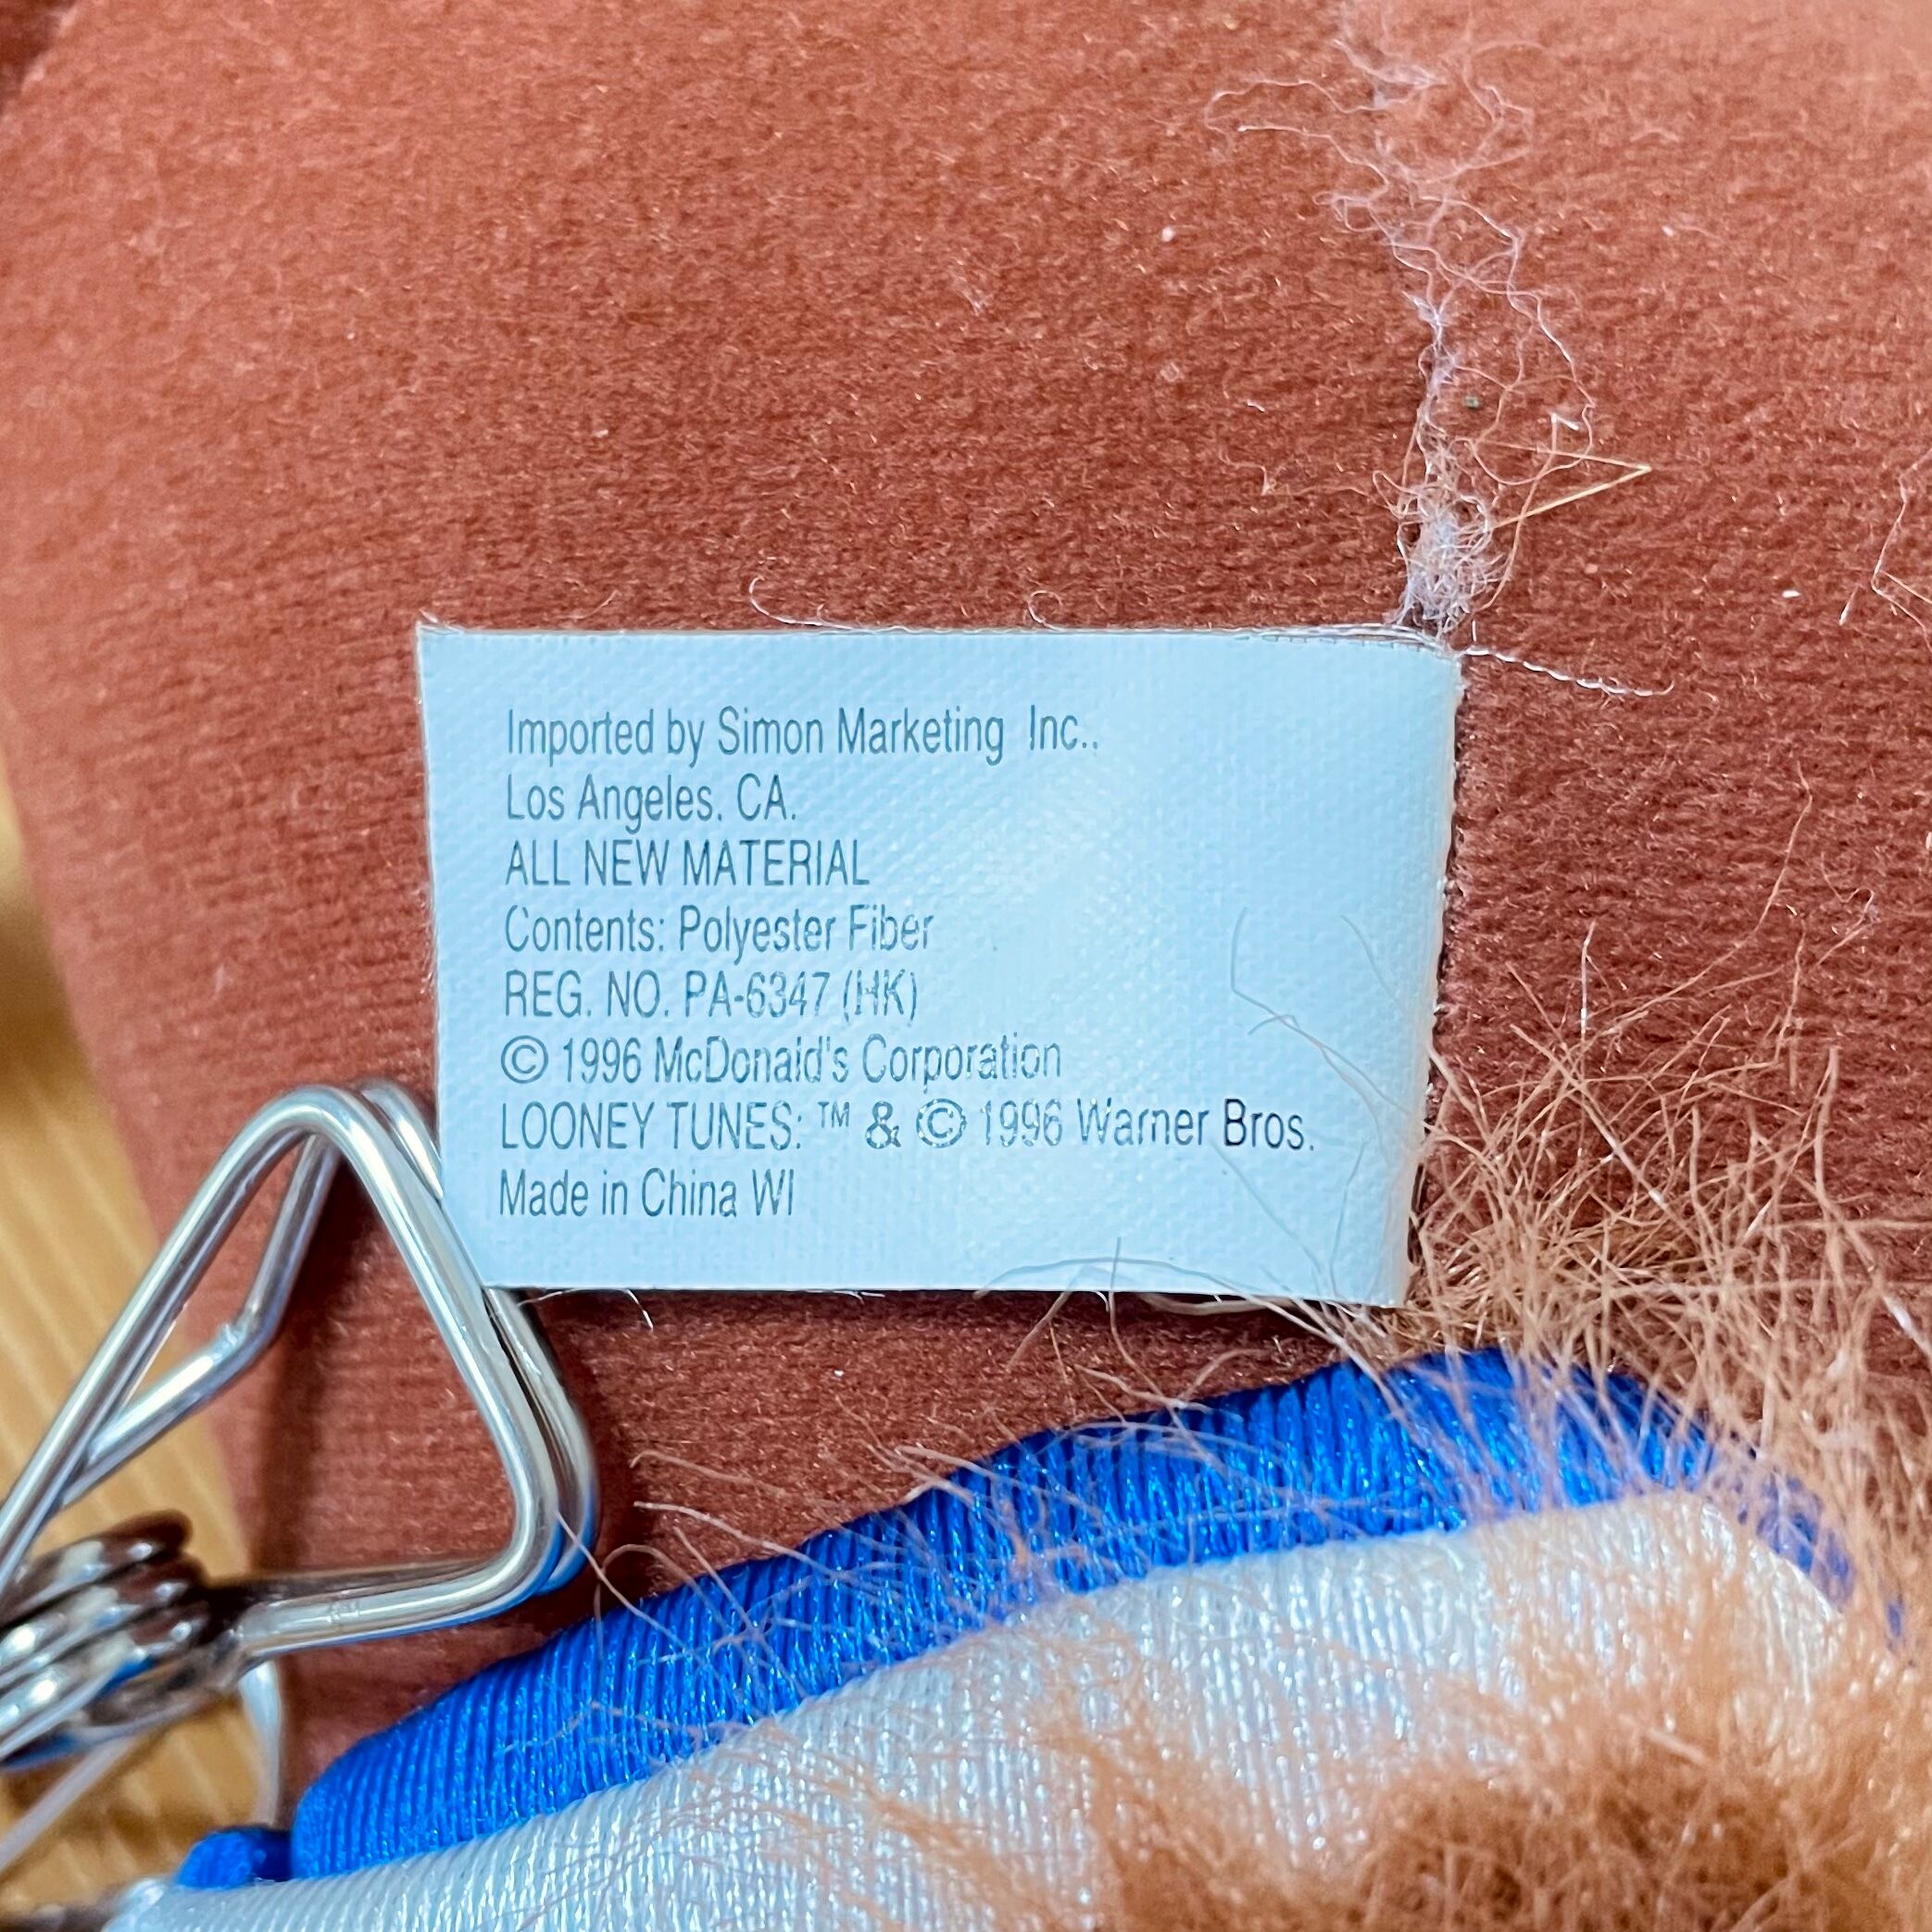 Imported by Simon Marketing Inc.,
Los Angeles, CA.
ALL NEW MATERIAL
Contents: Polyester Fiber
REG. NO. PA-6347 (HK)
© 1996 McDonald's Corporation
LOONEY TUNES: ™ & © 1996 Warner Bros.
Made in China WI